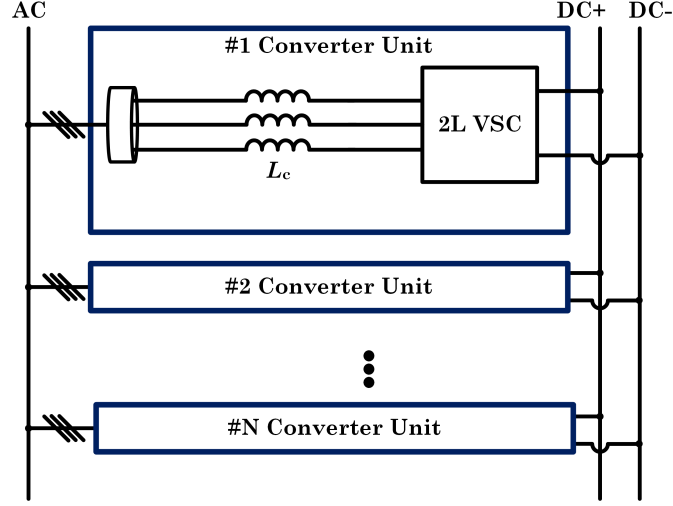 AC
DC+ DC-
#1 Converter Unit
2L VSC
Lc
#2 Converter Unit
#N Converter Unit